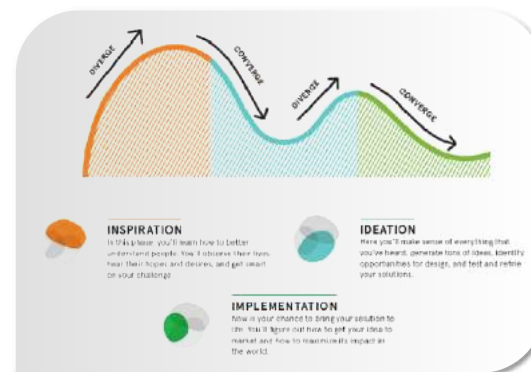 DIVERGE
CONVERGE
DIVERGE
CONVERGE
INSPIRATION
In this phase, you'll learn how to better
understand people. You'll observe their lives,
hear their hopes and desires, and get smart
on your challenge.
IDEATION
Here you'll make sense of everything that
you've heard, generate tons of ideas, identify
opportunities for design, and test and refine
your solutions.
IMPLEMENTATION
Now is your chance to bring your solution to
life. You'll figure out how to get your idea to
market and how to maximize its impact in
the world.